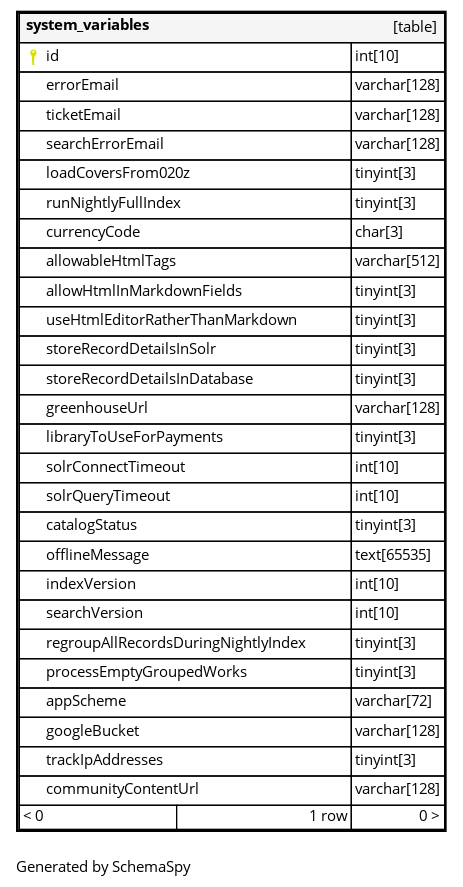 system_variables [table]
id int[10]
errorEmail varchar[128]
ticketEmail varchar[128]
searchErrorEmail varchar[128]
loadCoversFrom020z tinyint[3]
runNightlyFullIndex tinyint[3]
currencyCode char[3]
allowableHtmlTags varchar[512]
allowHtmlInMarkdownFields tinyint[3]
useHtmlEditorRatherThanMarkdown tinyint[3]
storeRecordDetailsInSolr tinyint[3]
storeRecordDetailsInDatabase tinyint[3]
greenhouseUrl varchar[128]
libraryToUseForPayments tinyint[3]
solrConnectTimeout int[10]
solrQueryTimeout int[10]
catalogStatus tinyint[3]
offlineMessage text[65535]
indexVersion int[10]
searchVersion int[10]
regroupAllRecordsDuringNightlyIndex tinyint[3]
processEmptyGroupedWorks tinyint[3]
appScheme varchar[72]
googleBucket varchar[128]
trackIpAddresses tinyint[3]
communityContentUrl varchar[128]
< 0 1 row 0 >
Generated by SchemaSpy